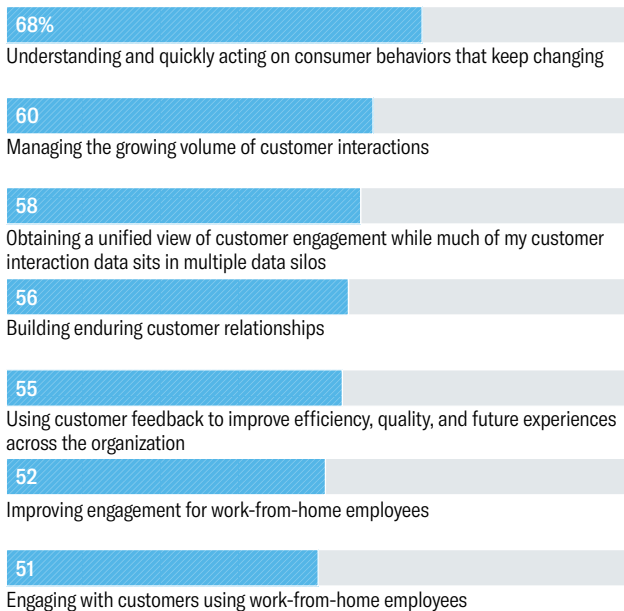 68%
Understanding and quickly acting on consumer behaviors that keep changing
60
Managing the growing volume of customer interactions
58
Obtaining a unified view of customer engagement while much of my customer
interaction data sits in multiple data silos
56
Building enduring customer relationships
55
Using customer feedback to improve efficiency, quality, and future experiences
across the organization
52
Improving engagement for work-from-home employees
51
Engaging with customers using work-from-home employees